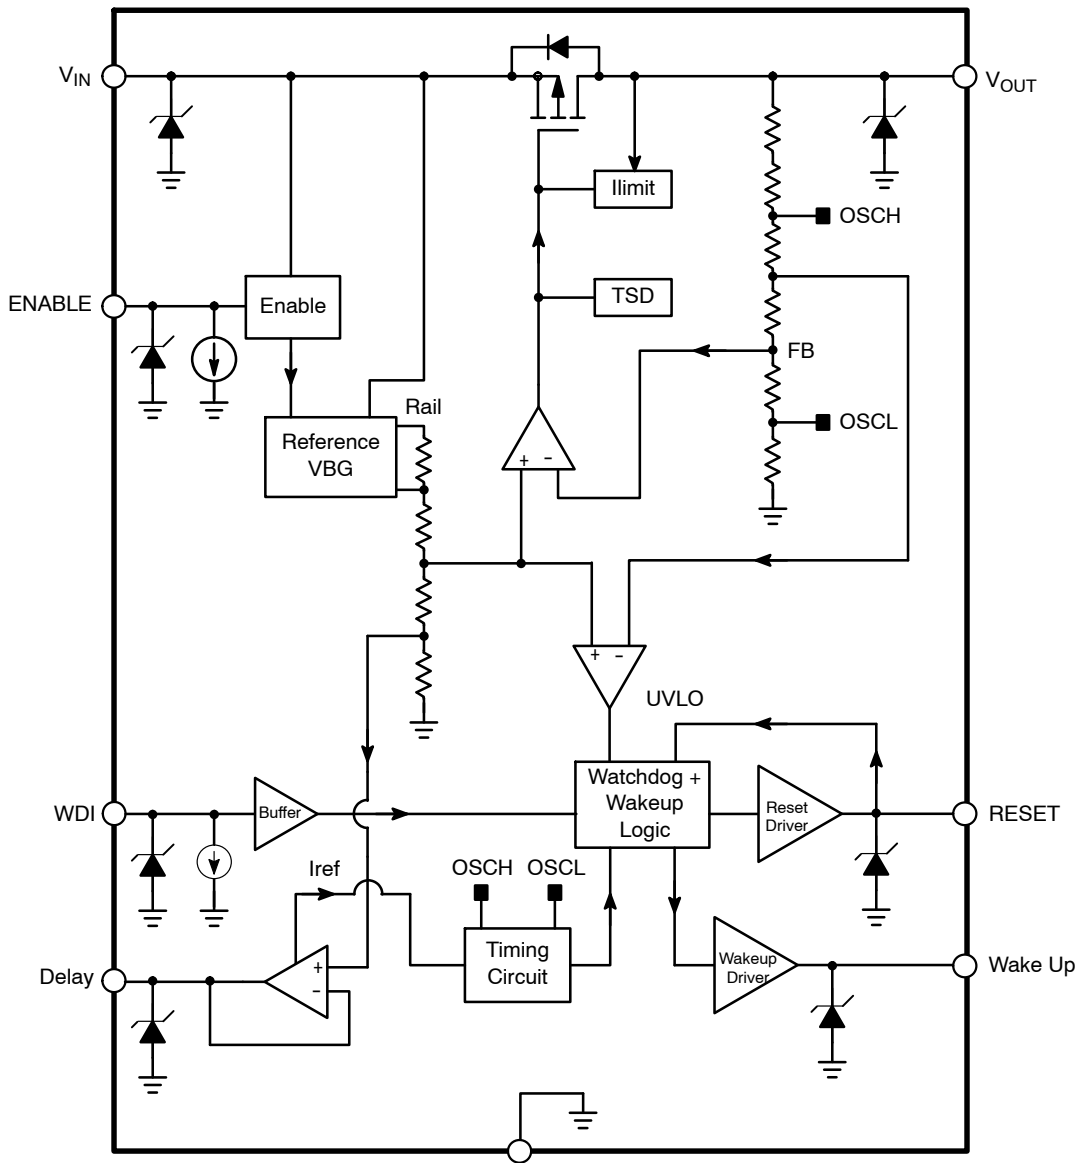 VIN
VOUT
Ilimit
OSCH
ENABLE
Enable
TSD
FB
Rail
OSCL
Reference
VBG
+ −
+ −
UVLO
Watchdog +
Wakeup
Logic
WDI
Buffer
Reset
Driver
RESET
Iref
OSCH
OSCL
Timing
Circuit
Wakeup
Driver
Wake Up
Delay
+
−